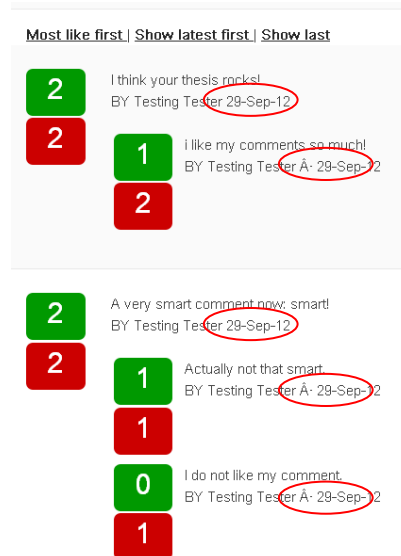 Most like first | Show latest first | Show last
2
I think your thesis rocks!
BY Testing Tester 29-Sep-12
2
1
i like my comments so much!
BY Testing Tester Â· 29-Sep-12
2
2
A very smart comment now: smart!
BY Testing Tester 29-Sep-12
2
1
Actually not that smart.
BY Testing Tester Â· 29-Sep-12
1
0
I do not like my comment.
BY Testing Tester Â· 29-Sep-12
1